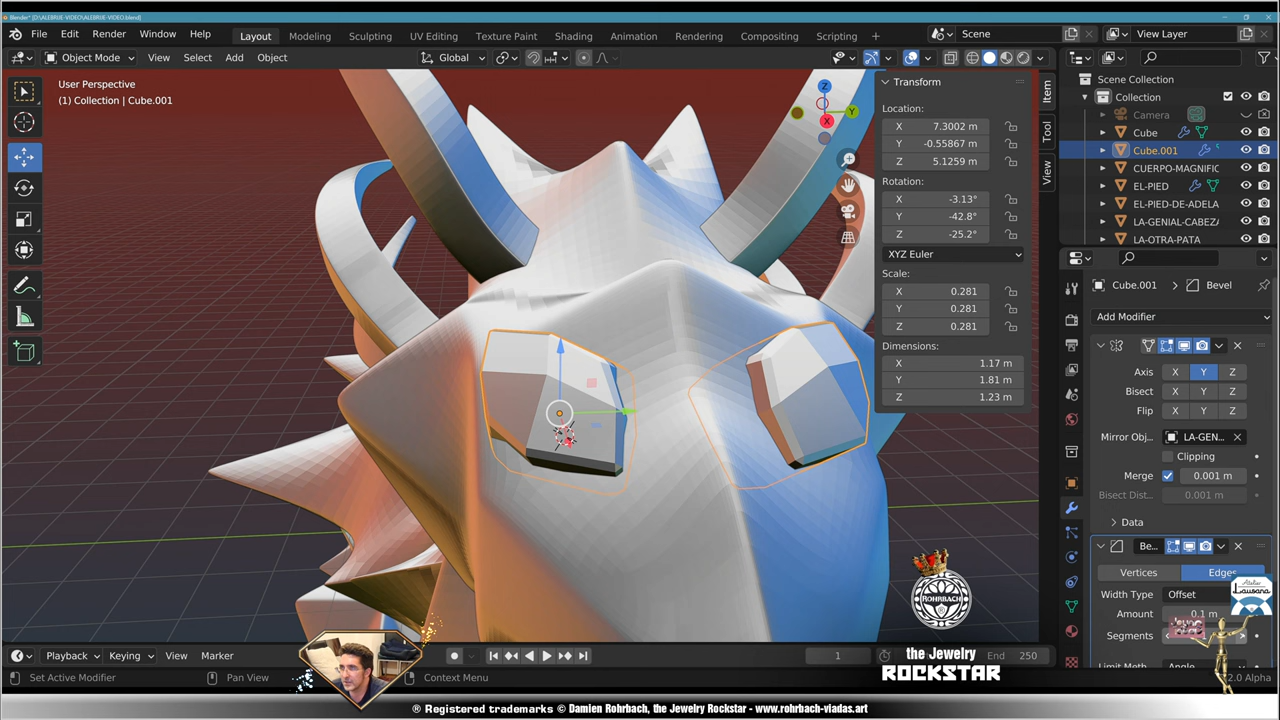 Blender* [D:\ALEBRIJE-VIDEO\ALEBRIJE-VIDEO.blend]
File Edit Render Window Help
Layout Modeling Sculpting UV Editing Texture Paint Shading Animation Rendering Compositing Scripting +
Scene
View Layer
Object Mode View Select Add Object
Global
User Perspective
(1) Collection | Cube.001
Z
Y
X
Transform
Location:
X 7.3002 m
Y -0.55867 m
Z 5.1259 m
Rotation:
X -3.13°
Y -42.8°
Z -25.2°
XYZ Euler
Scale:
X 0.281
Y 0.281
Z 0.281
Dimensions:
X 1.17 m
Y 1.81 m
Z 1.23 m
Item
Tool
View
Scene Collection
Collection
Camera
Cube
Cube.001
CUERPO-MAGNIFIC
EL-PIED
EL-PIED-DE-ADELA
LA-GENIAL-CABEZA
LA-OTRA-PATA
Cube.001 > Bevel
Add Modifier
Axis X Y Z
Bisect X Y Z
Flip X Y Z
Mirror Obj... LA-GEN...
Clipping
Merge 0.001 m
Bisect Dist... 0.001 m
Data
Be...
Vertices Edges
Width Type Offset
Amount 0.1 m
Segments
Limit Meth... Angle
Atelier
Lausana
ROHRBACH
the Jewelry
ROCKSTAR
Playback Keying View Marker
1
End 250
Set Active Modifier Pan View Context Menu
2.0 Alpha
® Registered trademarks © Damien Rohrbach, the Jewelry Rockstar - www.rohrbach-viadas.art